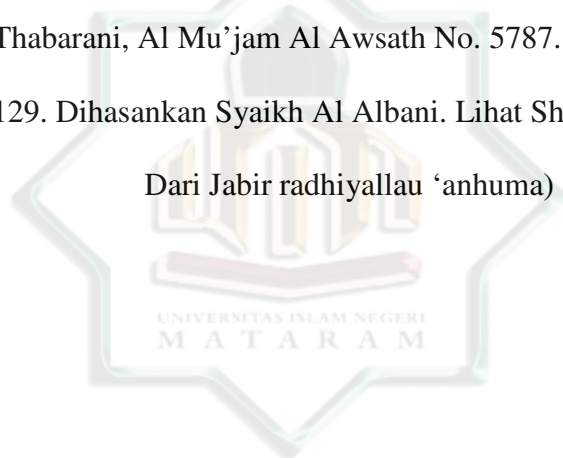 Thabarani, Al Mu’jam Al Awsath No. 5787.
129. Dihasankan Syaikh Al Albani. Lihat Sh
Dari Jabir radhiyallau ‘anhuma)
UNIVERSITAS ISLAM NEGERI
M A T A R A M